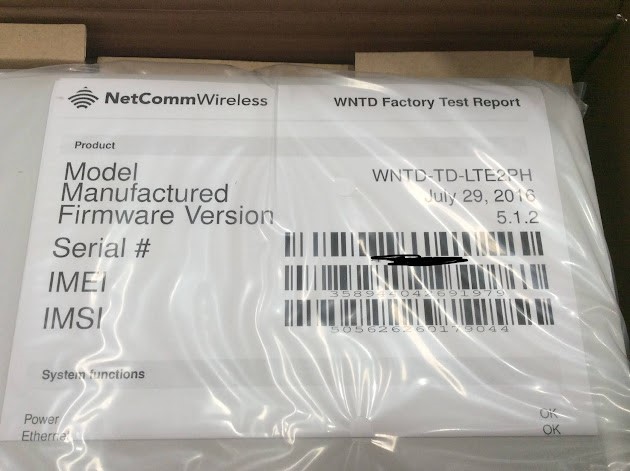 NetCommWireless WNTD Factory Test Report
Product
Model WNTD-TD-LTE2PH
Manufactured July 29, 2016
Firmware Version 5.1.2
Serial #
IMEI
IMSI
System functions
Power OK
Ethernet OK